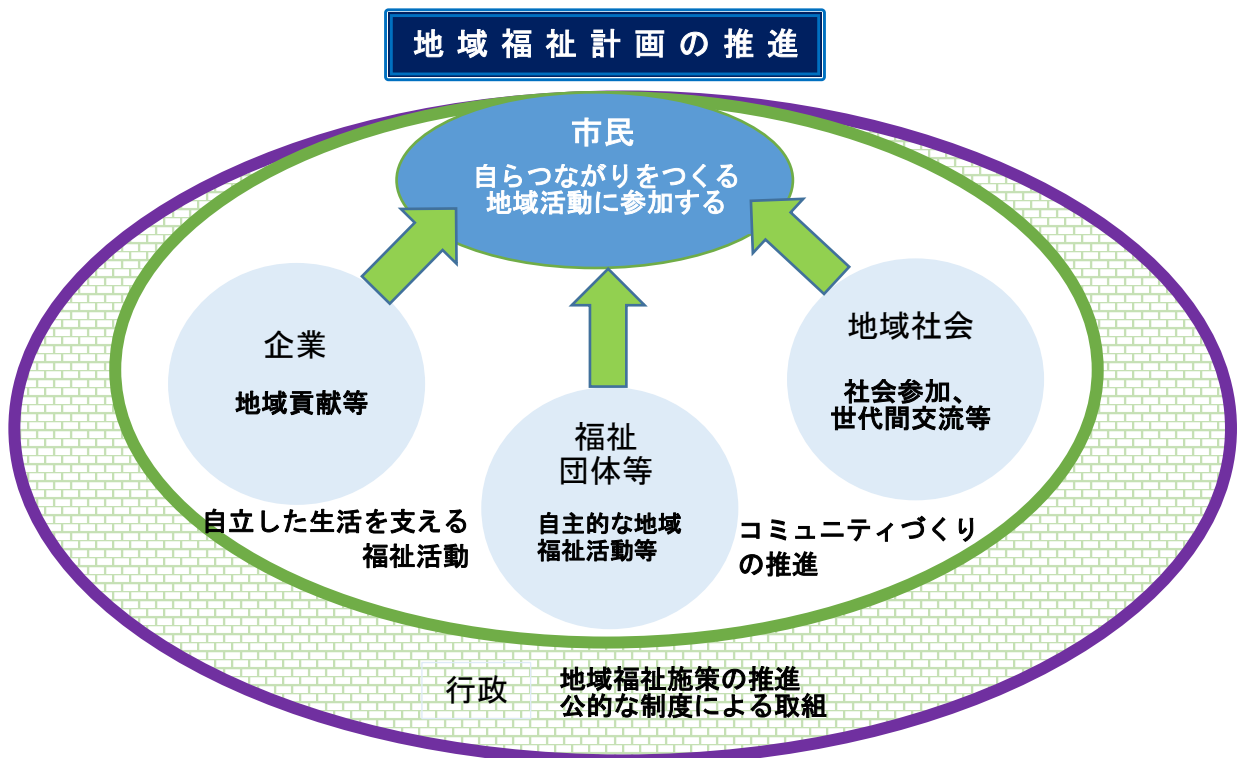 地域福祉計画の推進
市民
自らつながりをつくる
地域活動に参加する
企業
地域貢献等
地域社会
社会参加、
世代間交流等
福祉
団体等
自主的な地域
福祉活動等
自立した生活を支える
福祉活動
コミュニティづくり
の推進
行政
地域福祉施策の推進
公的な制度による取組